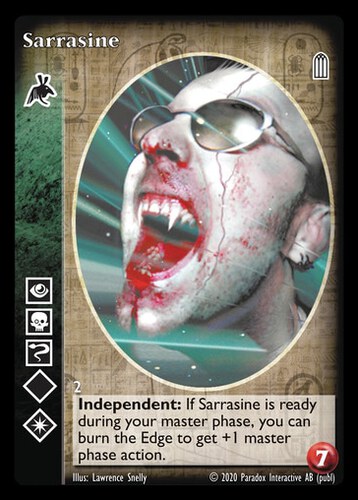 Sarrasine
2
Independent: If Sarrasine is ready
during your master phase, you can
burn the Edge to get +1 master
phase action.
7
Illus: Lawrence Snelly © 2020 Paradox Interactive AB (publ)